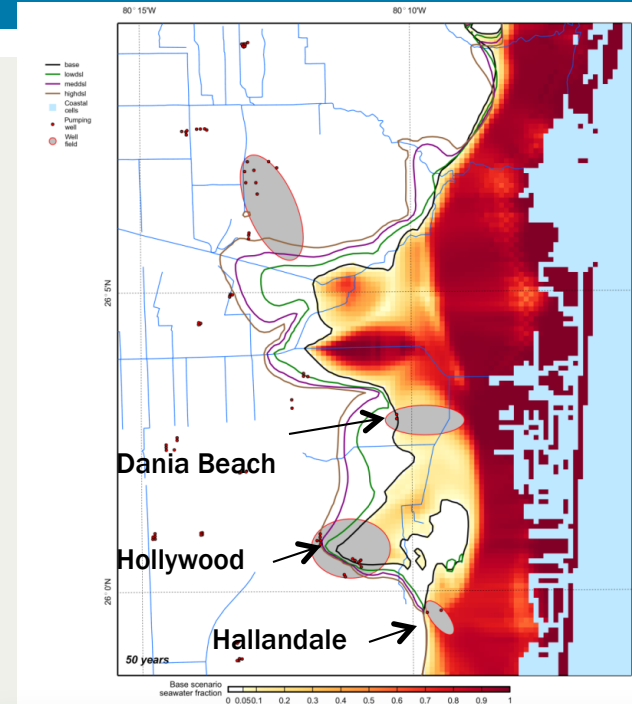 80° 15'W 80° 10'W
base
lowdsl
meddsl
highdsl
Coastal
cells
Pumping
well
Well
field
26° 5'N
Dania Beach
Hollywood
26° 0'N
Hallandale
50 years
Base scenario
seawater fraction
0 0.05 0.1 0.2 0.3 0.4 0.5 0.6 0.7 0.8 0.9 1